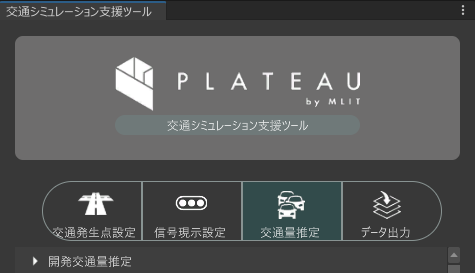 交通シミュレーション支援ツール
PLATEAU
by MLIT
交通シミュレーション支援ツール
交通発生点設定
信号現示設定
交通量推定
データ出力
開発交通量推定